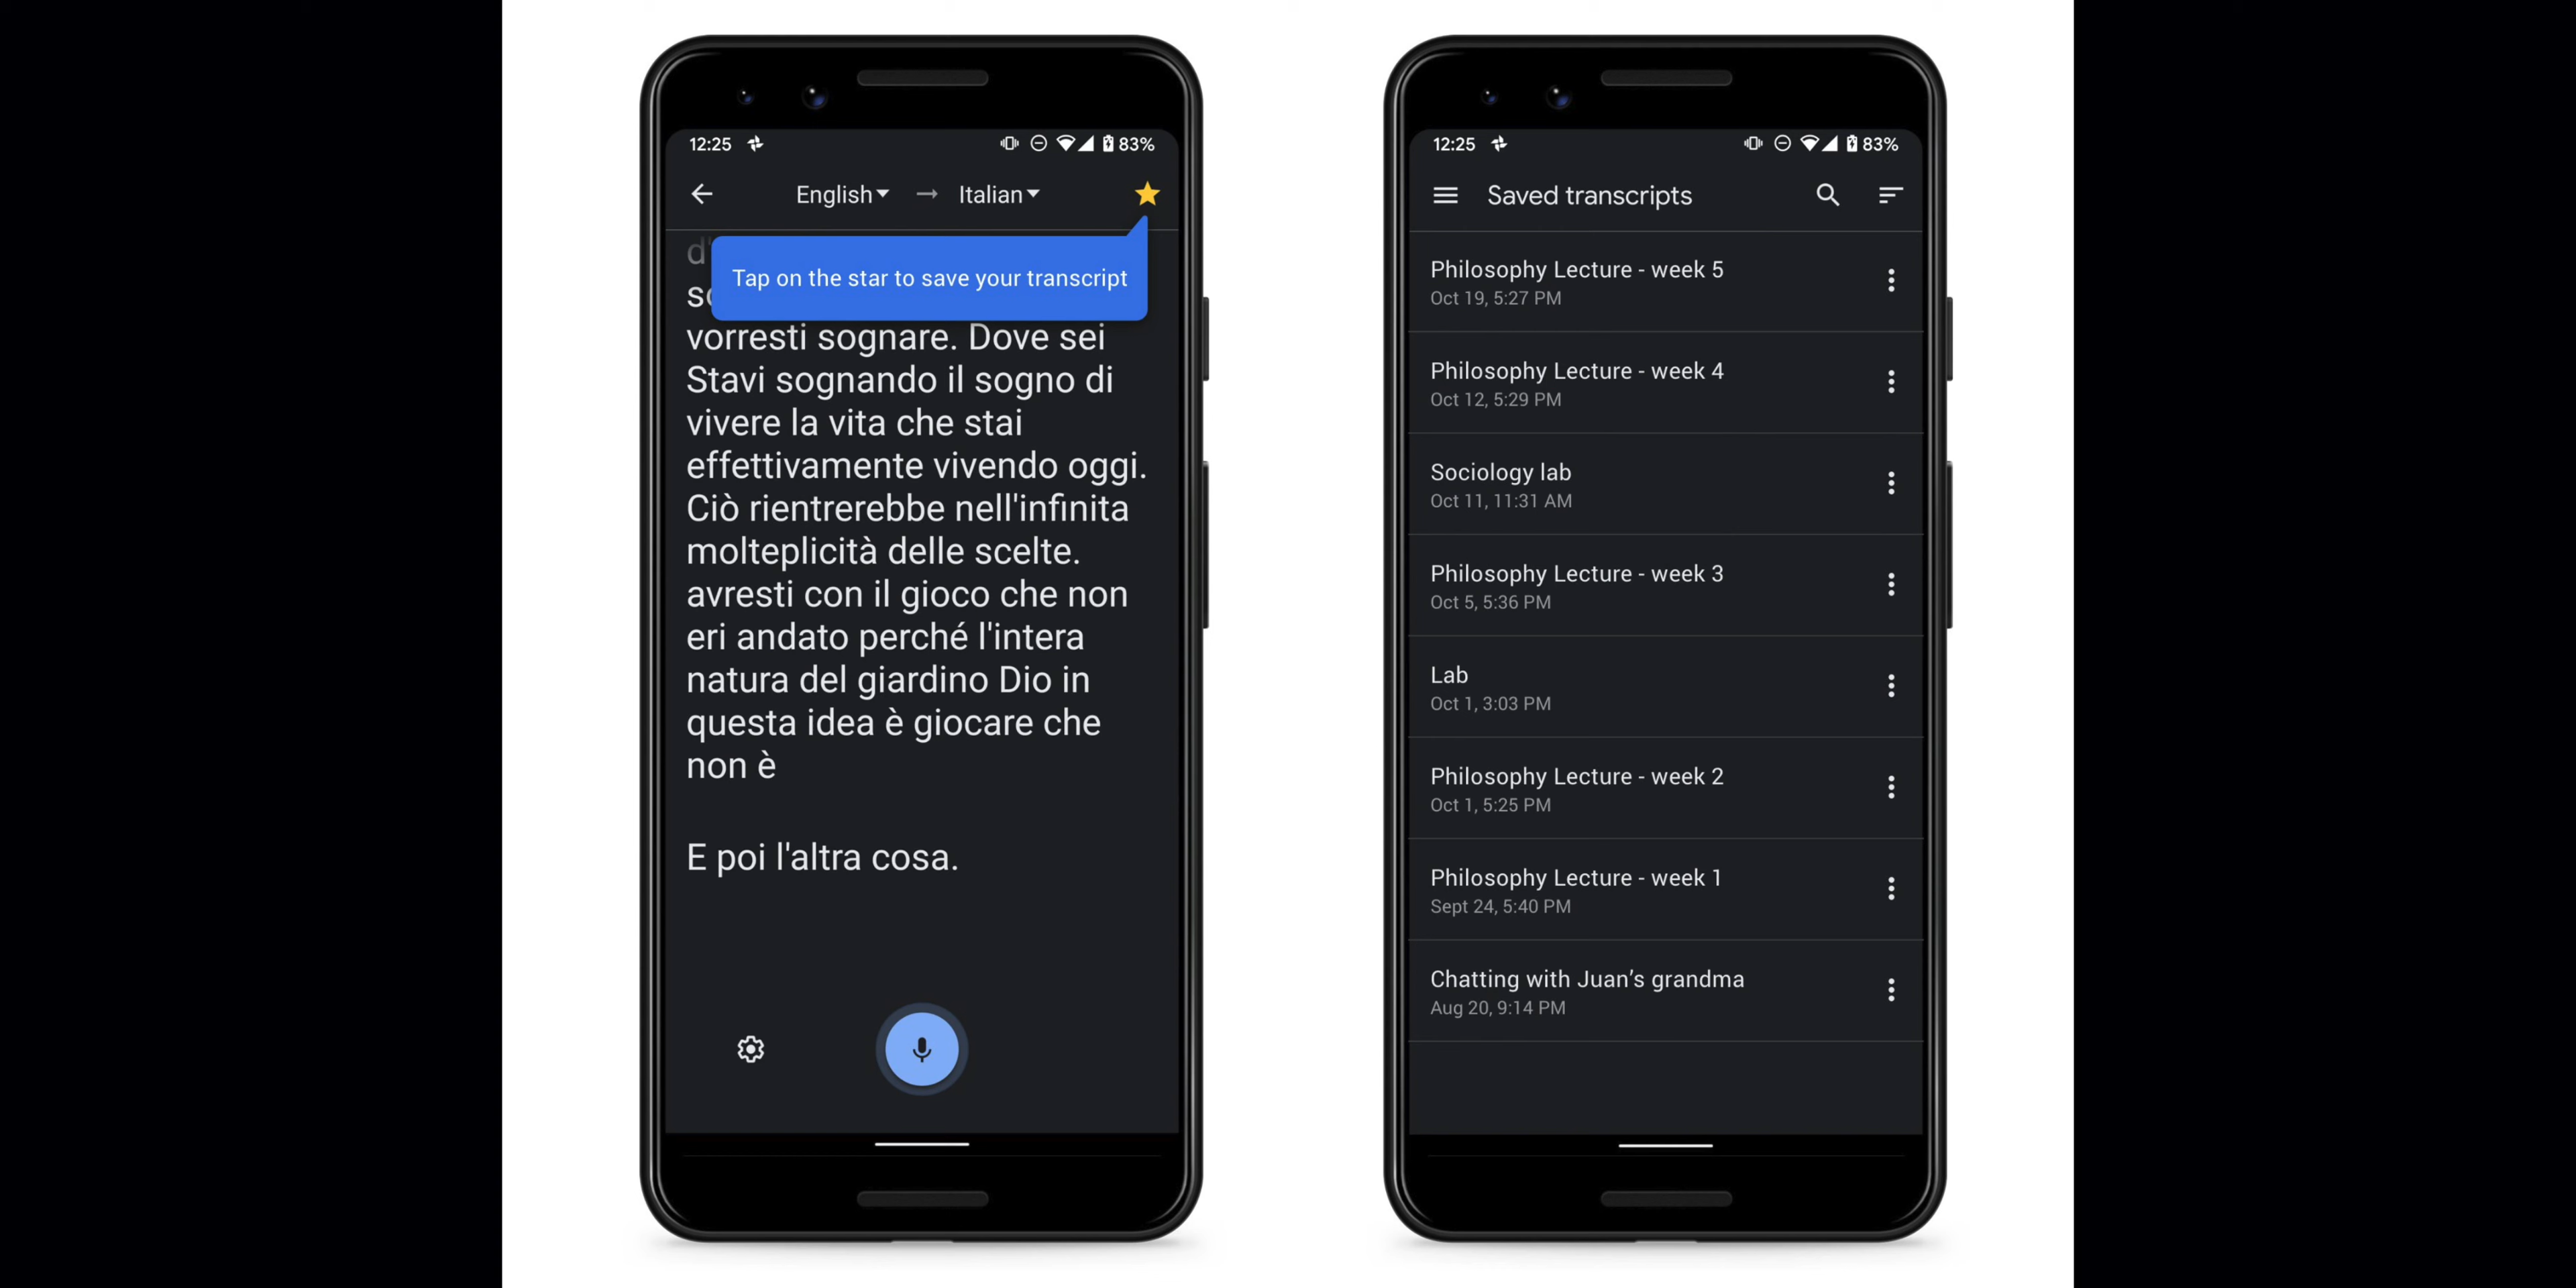 12:25
83%
English
Italian
Tap on the star to save your transcript
vorresti sognare. Dove sei
Stavi sognando il sogno di
vivere la vita che stai
effettivamente vivendo oggi.
Ciò rientrerebbe nell'infinita
molteplicità delle scelte.
avresti con il gioco che non
eri andato perché l'intera
natura del giardino Dio in
questa idea è giocare che
non è
E poi l'altra cosa.
12:25
83%
Saved transcripts
Philosophy Lecture - week 5
Oct 19, 5:27 PM
Philosophy Lecture - week 4
Oct 12, 5:29 PM
Sociology lab
Oct 11, 11:31 AM
Philosophy Lecture - week 3
Oct 5, 5:36 PM
Lab
Oct 1, 3:03 PM
Philosophy Lecture - week 2
Oct 1, 5:25 PM
Philosophy Lecture - week 1
Sept 24, 5:40 PM
Chatting with Juan’s grandma
Aug 20, 9:14 PM